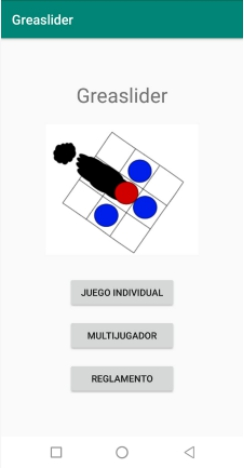 Greaslider
Greaslider
JUEGO INDIVIDUAL
MULTIJUGADOR
REGLAMENTO